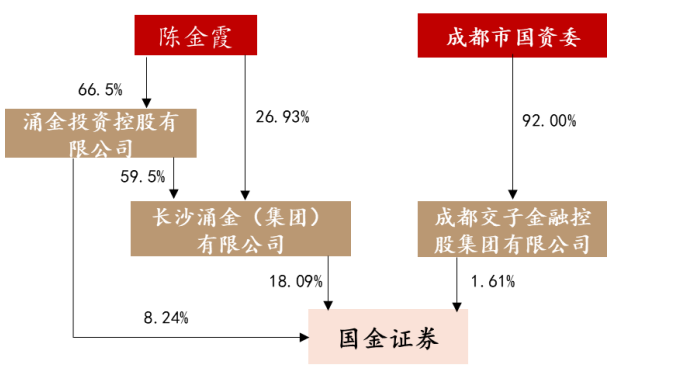 陈金霞
成都市国资委
66.5%
26.93%
92.00%
涌金投资控股有
限公司
59.5%
长沙涌金（集团）
有限公司
成都交子金融控
股集团有限公司
18.09%
1.61%
8.24%
国金证券